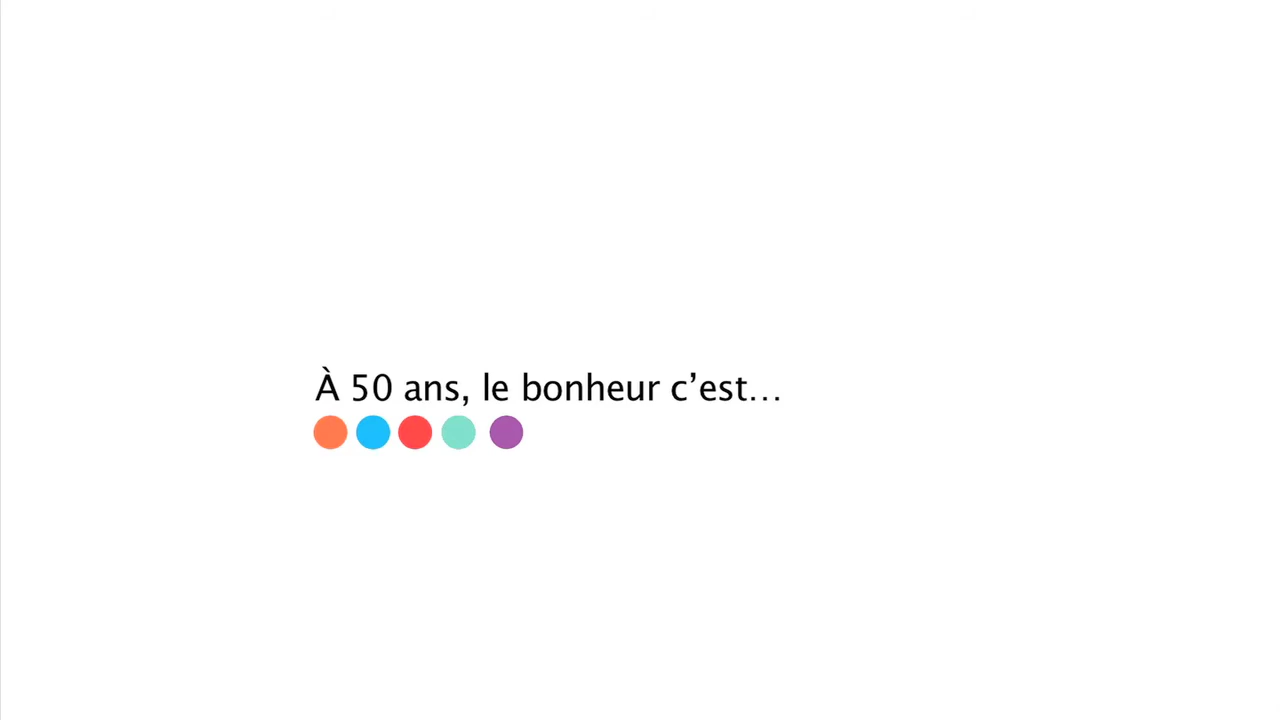 À 50 ans, le bonheur c’est…